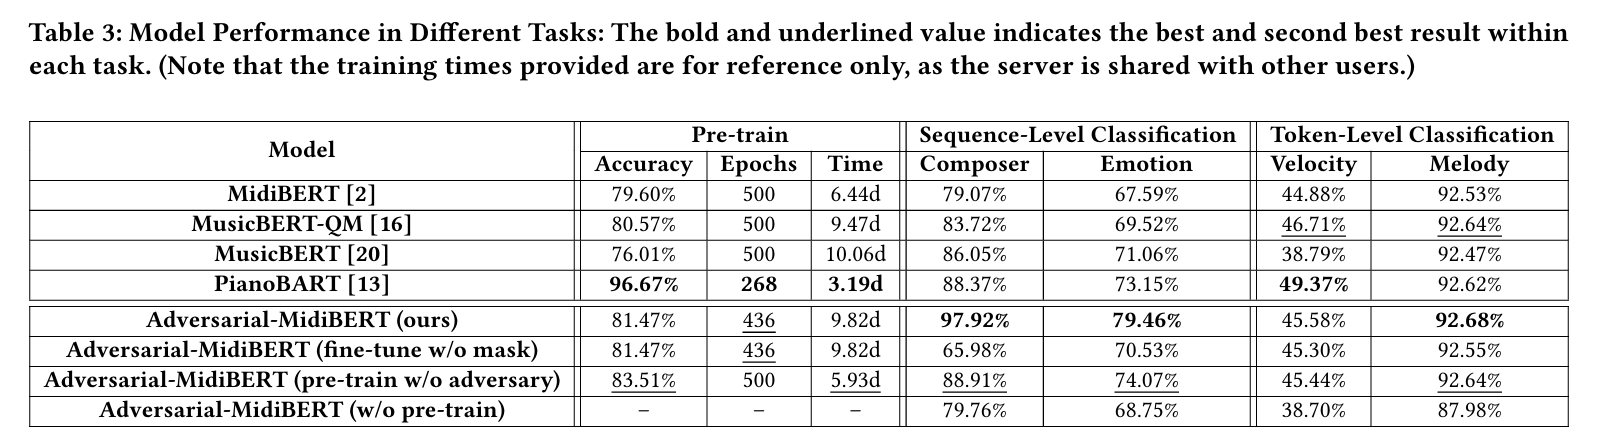 Table 3: Model Performance in Different Tasks: The bold and underlined value indicates the best and second best result within
each task. (Note that the training times provided are for reference only, as the server is shared with other users.)
Model Pre-train Sequence-Level Classification Token-Level Classification
Accuracy Epochs Time Composer Emotion Velocity Melody
MidiBERT [2] 79.60% 500 6.44d 79.07% 67.59% 44.88% 92.53%
MusicBERT-QM [16] 80.57% 500 9.47d 83.72% 69.52% 46.71% 92.64%
MusicBERT [20] 76.01% 500 10.06d 86.05% 71.06% 38.79% 92.47%
PianoBART [13] 96.67% 268 3.19d 88.37% 73.15% 49.37% 92.62%
Adversarial-MidiBERT (ours) 81.47% 436 9.82d 97.92% 79.46% 45.58% 92.68%
Adversarial-MidiBERT (fine-tune w/o mask) 81.47% 436 9.82d 65.98% 70.53% 45.30% 92.55%
Adversarial-MidiBERT (pre-train w/o adversary) 83.51% 500 5.93d 88.91% 74.07% 45.44% 92.64%
Adversarial-MidiBERT (w/o pre-train) – – – 79.76% 68.75% 38.70% 87.98%